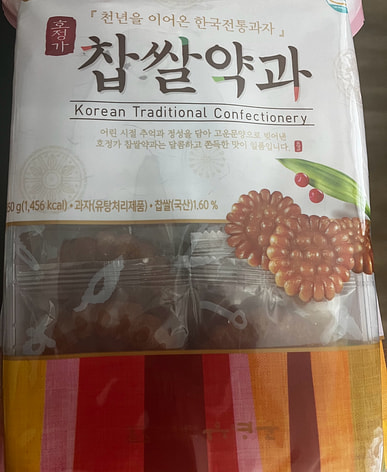 호정가
『 천년을 이어온 한국전통과자 』
찹쌀약과
Korean Traditional Confectionery
어린 시절 추억과 정성을 담아 고운문양으로 빚어낸
호정가 찹쌀약과는 달콤하고 쫀득한 맛이 일품입니다.
50 g(1,456 kcal) • 과자(유탕처리제품) • 찹쌀(국산)1.60 %